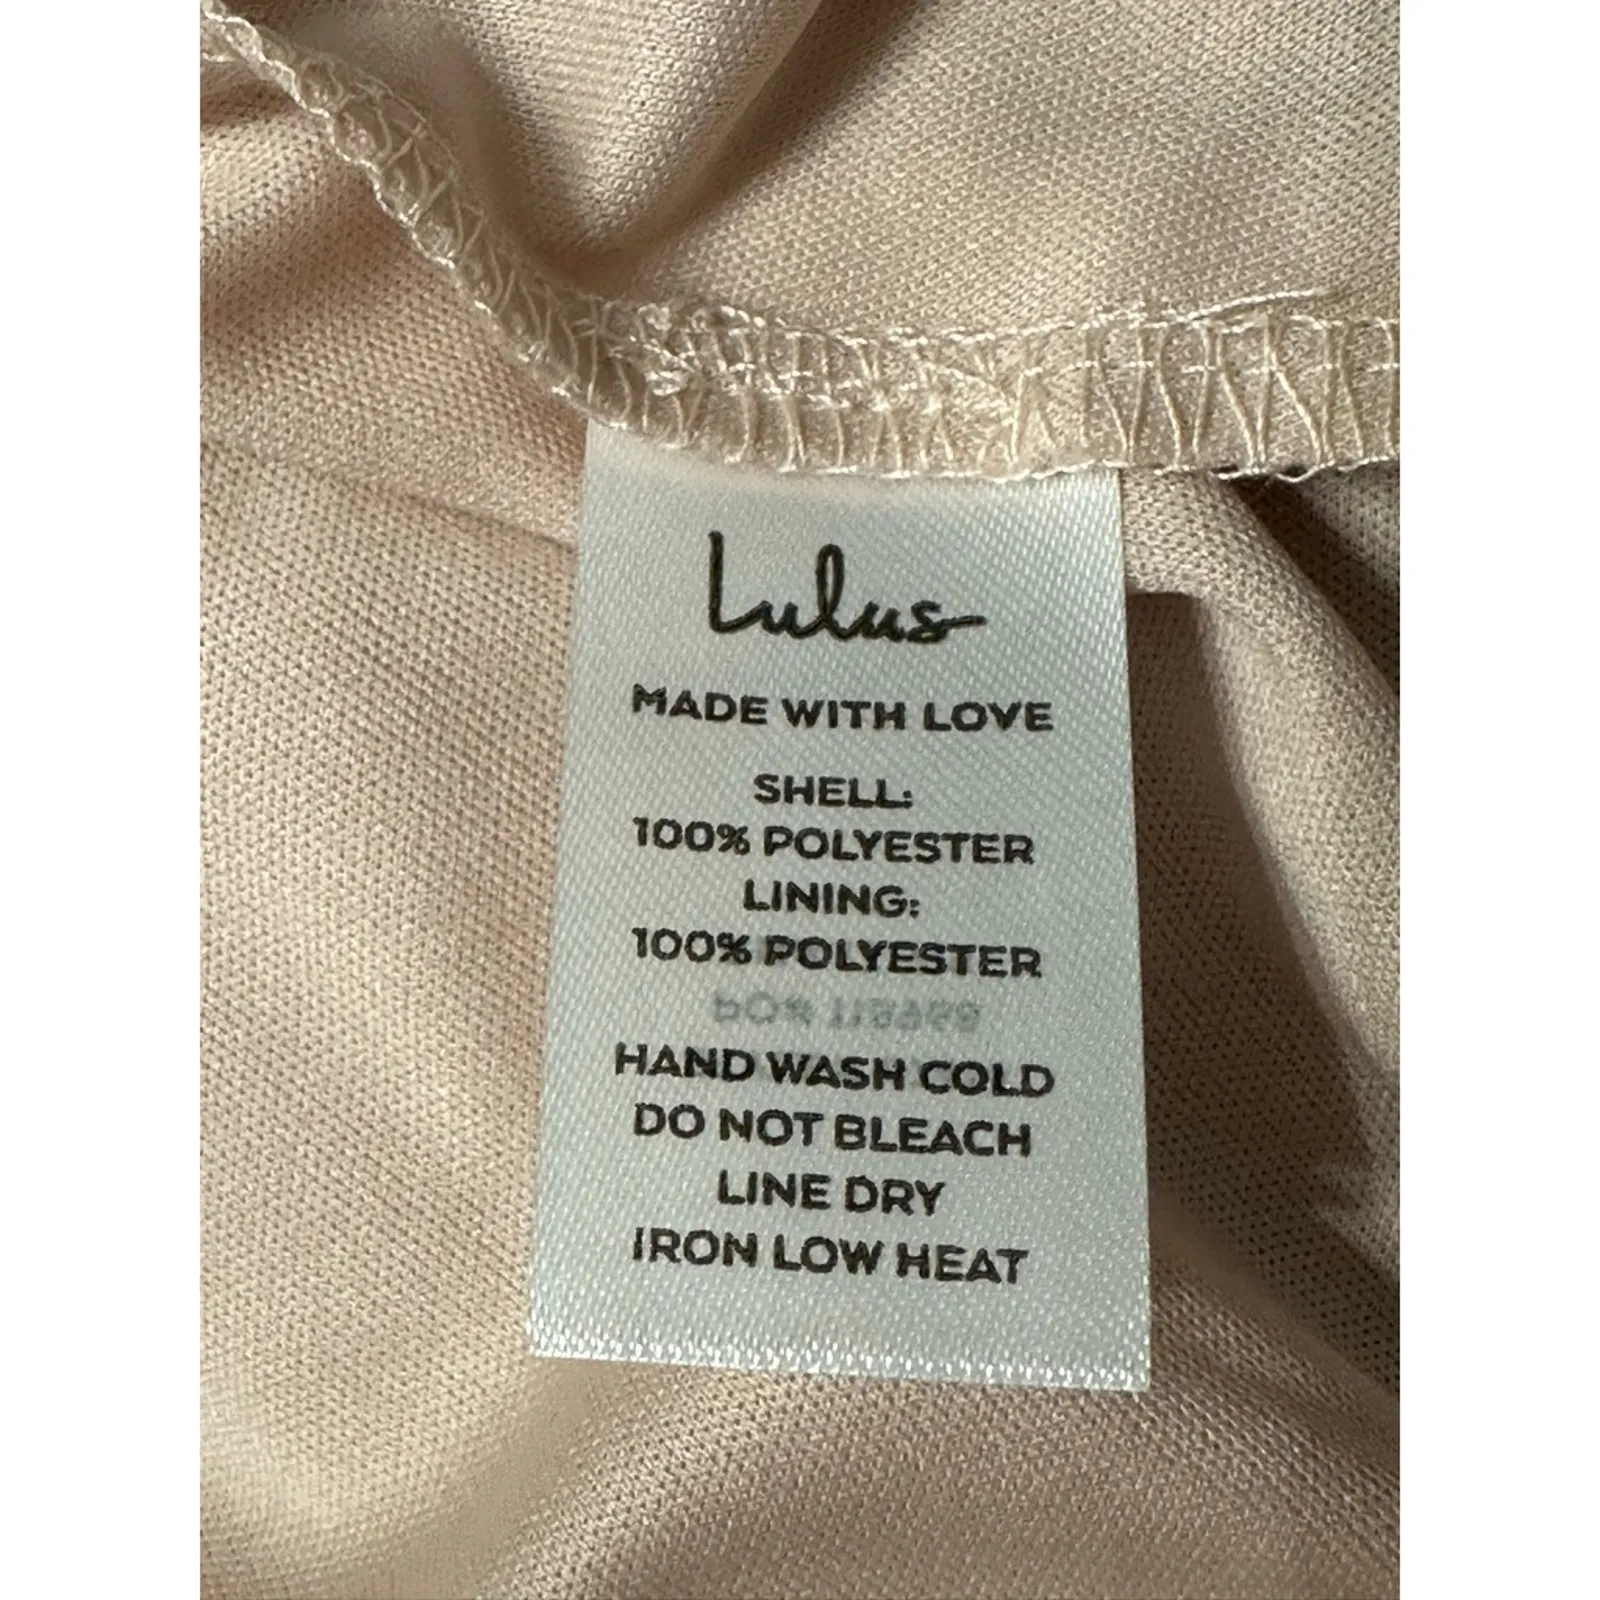 Lulus
MADE WITH LOVE
SHELL:
100% POLYESTER
LINING:
100% POLYESTER
HAND WASH COLD
DO NOT BLEACH
LINE DRY
IRON LOW HEAT